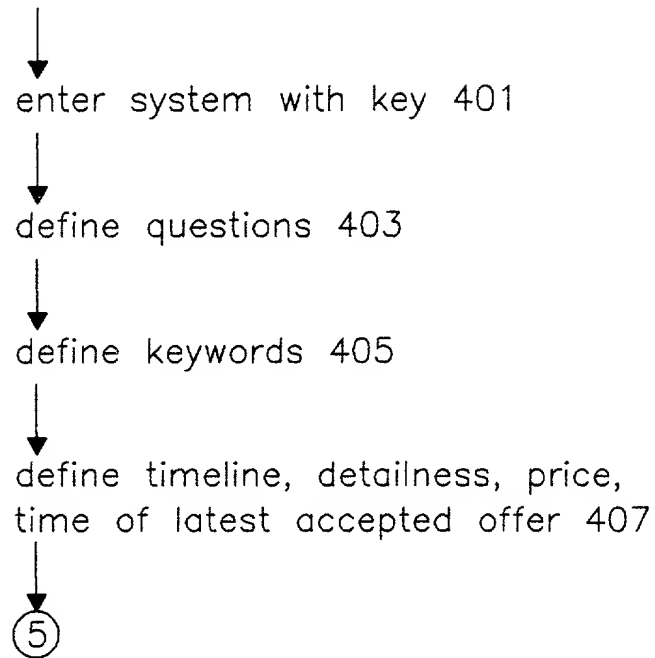 enter system with key 401
define questions 403
define keywords 405
define timeline, detailness, price,
time of latest accepted offer 407
5